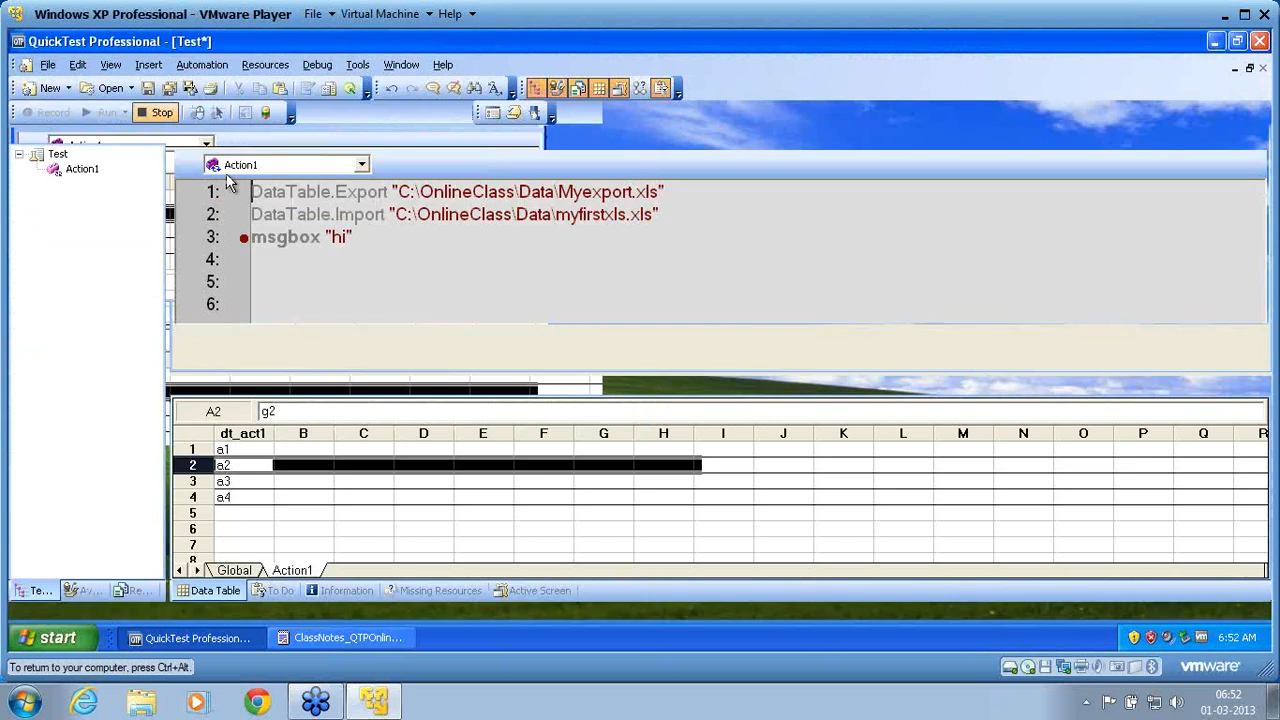 Windows XP Professional - VMware Player File Virtual Machine Help
QuickTest Professional - [Test*]
File Edit View Insert Automation Resources Debug Tools Window Help
New Open
Record Run Stop
Test
Action1
Action1
1: DataTable.Export "C:\OnlineClass\Data\Myexport.xls"
2: DataTable.Import "C:\OnlineClass\Data\myfirstxls.xls"
3: msgbox "hi"
4:
5:
6:
A2 g2
dt_act1 B C D E F G H I J K L M N O P Q R
1 a1
2 a2
3 a3
4 a4
5
6
7
8
Global Action1
Te... Av... Re... Data Table To Do Information Missing Resources Active Screen
start QuickTest Profession... ClassNotes_QTPOnlin... 6:52 AM
To return to your computer, press Ctrl+Alt. vmware
06:52
01-03-2013